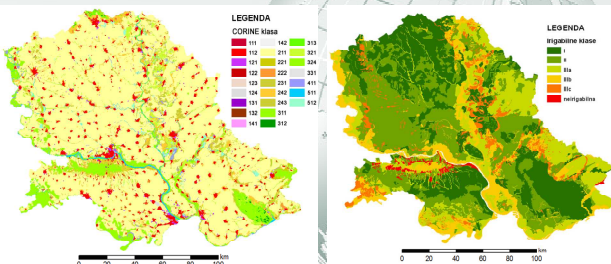 LEGENDA
CORINE klasa
111 142 313
112 211 321
121 221 324
122 222 331
123 231 411
124 242 511
131 243 512
132 311
141 312
km
0 20 40 60 80 100
LEGENDA
Irigabilne klase
I
II
IIIa
IIIb
IIIc
neirigabilna
km
0 20 40 60 80 100